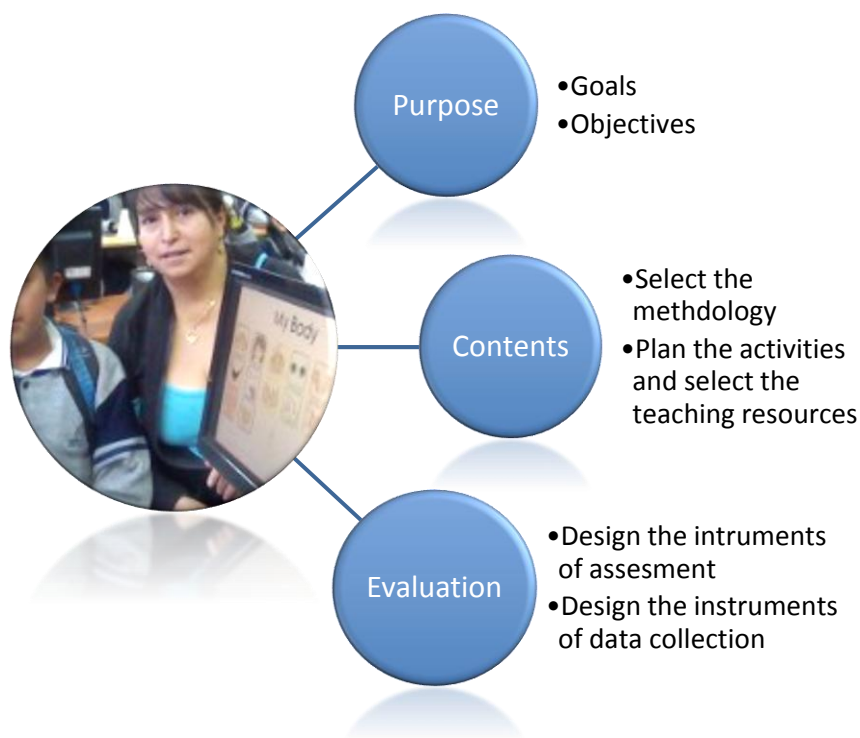 Purpose
•Goals
•Objectives
My Body
Contents
•Select the
methdology
•Plan the activities
and select the
teaching resources
Evaluation
•Design the intruments
of assesment
•Design the instruments
of data collection